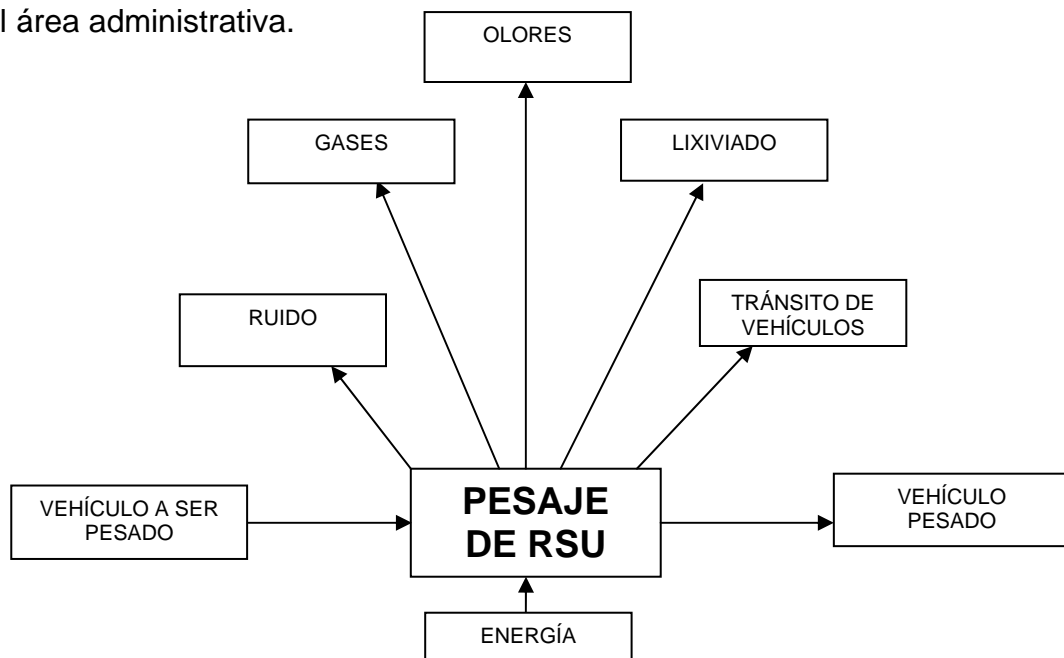 l área administrativa.
OLORES
GASES
LIXIVIADO
RUIDO
TRÁNSITO DE
VEHÍCULOS
VEHÍCULO A SER
PESADO
PESAJE
DE RSU
VEHÍCULO
PESADO
ENERGÍA